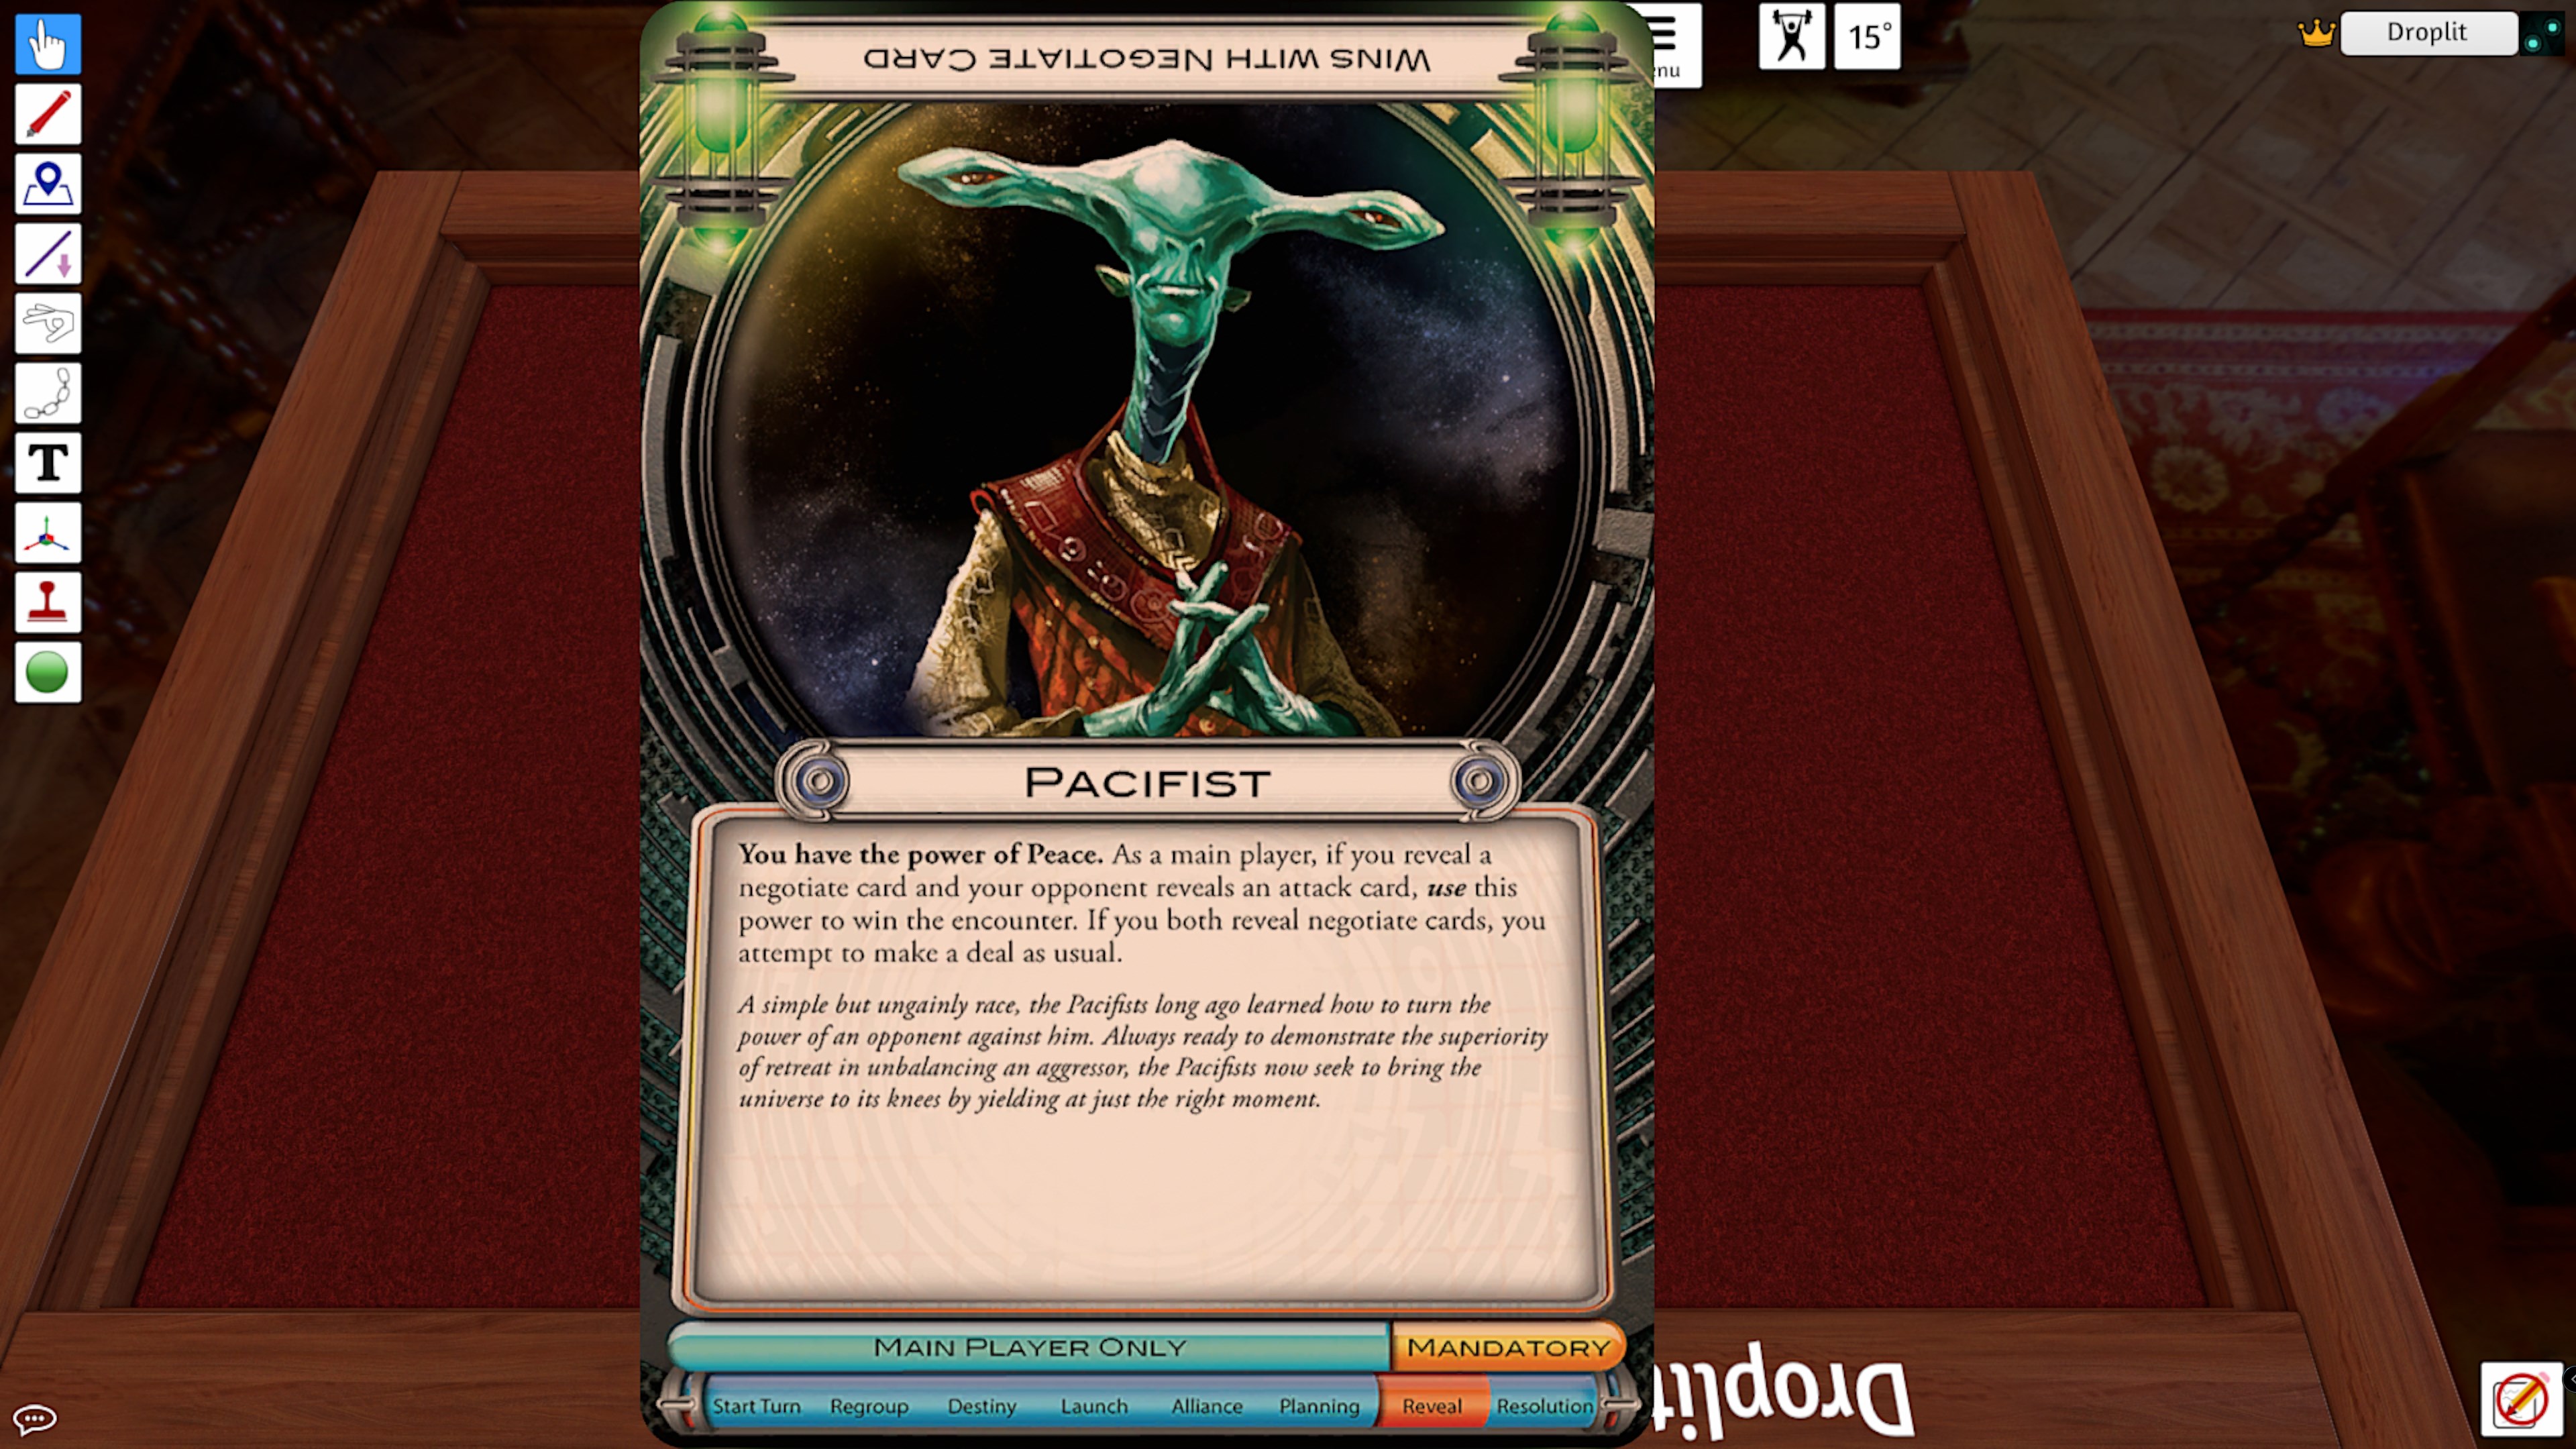 WINS WITH NEGOTIATE CARD
nu
15°
Droplit
PACIFIST
You have the power of Peace. As a main player, if you reveal a
negotiate card and your opponent reveals an attack card, use this
power to win the encounter. If you both reveal negotiate cards, you
attempt to make a deal as usual.
A simple but ungainly race, the Pacifists long ago learned how to turn the
power of an opponent against him. Always ready to demonstrate the superiority
of retreat in unbalancing an aggressor, the Pacifists now seek to bring the
universe to its knees by yielding at just the right moment.
MAIN PLAYER ONLY MANDATORY
Start Turn Regroup Destiny Launch Alliance Planning Reveal Resolution
Droplit
T